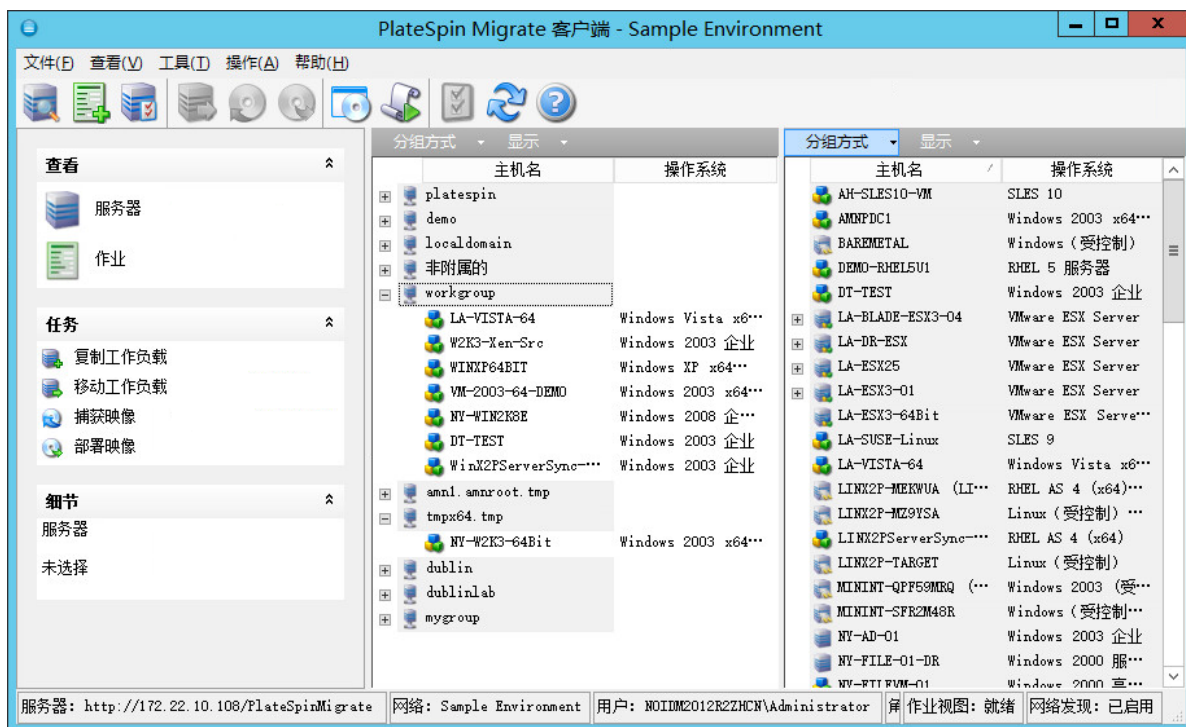 PlateSpin Migrate 客户端 - Sample Environment
文件(F) 查看(V) 工具(T) 操作(A) 帮助(H)
查看
服务器
作业
任务
复制工作负载
移动工作负载
捕获映像
部署映像
细节
服务器
未选择
分组方式 显示
主机名 操作系统
platespin
demo
localdomain
非附属的
workgroup
LA-VISTA-64 Windows Vista x6···
W2K3-Xen-Src Windows 2003 企业
WINXP64BIT Windows XP x64···
VM-2003-64-DEMO Windows 2003 x64···
NY-WIN2K8E Windows 2008 企···
DT-TEST Windows 2003 企业
WinX2PServerSync-··· Windows 2003 企业
amn1.amnroot.tmp
tmpx64.tmp
NY-W2K3-64Bit Windows 2003 x64···
dublin
dublinlab
mygroup
分组方式 显示
主机名 操作系统
AH-SLES10-VM SLES 10
AMNPDC1 Windows 2003 x64···
BAREMETAL Windows (受控制)
DEMO-RHEL5U1 RHEL 5 服务器
DT-TEST Windows 2003 企业
LA-BLADE-ESX3-04 VMware ESX Server
LA-DR-ESX VMware ESX Server
LA-ESX25 VMware ESX Server
LA-ESX3-01 VMware ESX Server
LA-ESX3-64Bit VMware ESX Serve···
LA-SUSE-Linux SLES 9
LA-VISTA-64 Windows Vista x6···
LINX2P-MEKWUA (LI··· RHEL AS 4 (x64)···
LINX2P-MZ9YSA Linux (受控制) ···
LINX2PServerSync-··· RHEL AS 4 (x64)
LINX2P-TARGET Linux (受控制)
MININT-QPF59MRQ (··· Windows 2003 (受···
MININT-SFR2M48R Windows (受控制···
NY-AD-01 Windows 2003 企业
NY-FILE-01-DR Windows 2000 服···
NY-FILEVM-01 Windows 2000 高···
服务器: http://172.22.10.108/PlateSpinMigrate 网络: Sample Environment 用户: NOIDM2012R2ZHCN\Administrator 作业视图: 就绪 网络发现: 已启用